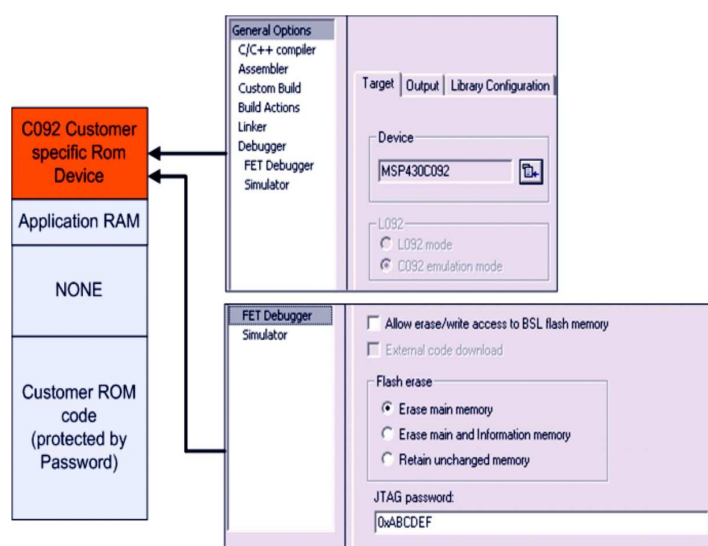 C092 Customer
specific Rom
Device
Application RAM
NONE
Customer ROM
code
(protected by
Password)
General Options
C/C++ compiler
Assembler
Custom Build
Build Actions
Linker
Debugger
FET Debugger
Simulator
Target
Output
Library Configuration
Device
MSP430C092
L092
L092 mode
C092 emulation mode
FET Debugger
Simulator
Allow erase/write access to BSL flash memory
External code download
Flash erase
Erase main memory
Erase main and Information memory
Retain unchanged memory
JTAG password:
0xABCDEF